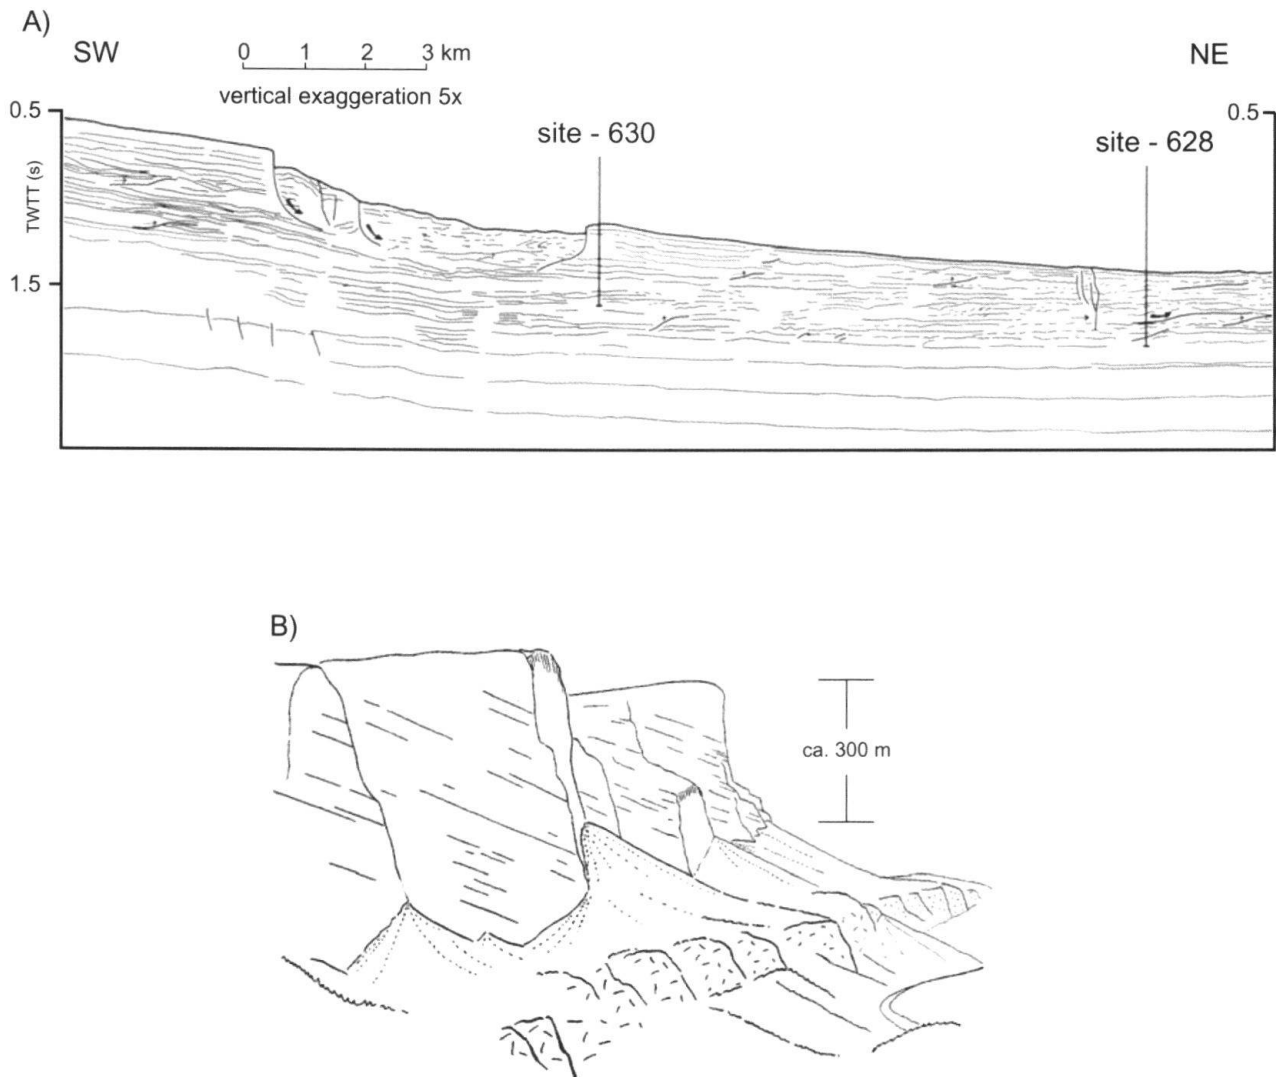 A)
SW
0 1 2 3 km
NE
vertical exaggeration 5x
0.5
0.5
site - 630
site - 628
TWTT (s)
1.5
B)
ca. 300 m